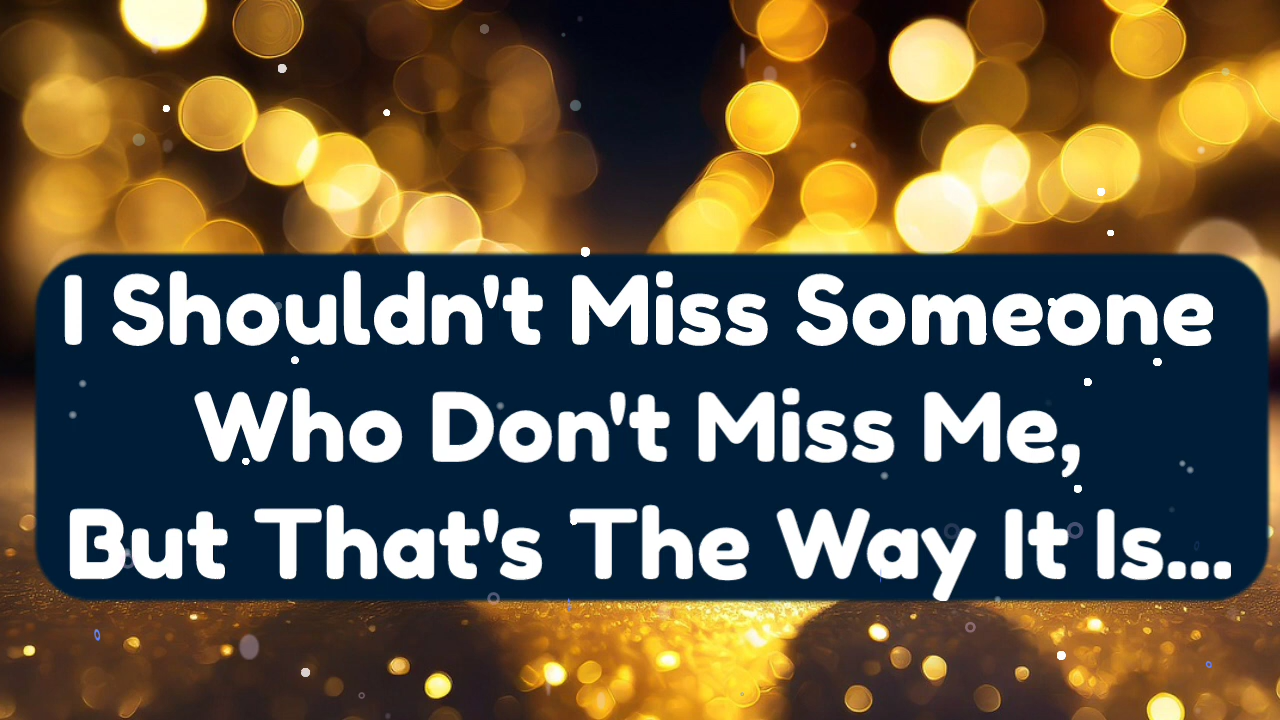 I Shouldn't Miss Someone
Who Don't Miss Me,
But That's The Way It Is...